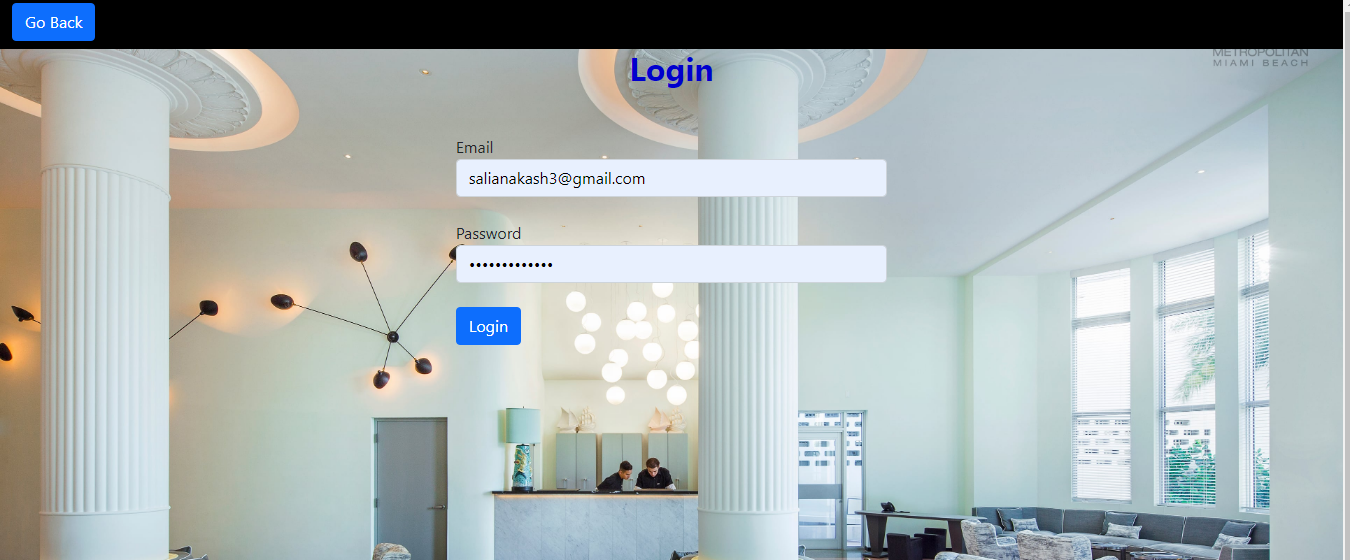 Go Back
METROPOLITAN
MIAMI BEACH
Login
Email
salianakash3@gmail.com
Password
•••••••••••••
Login